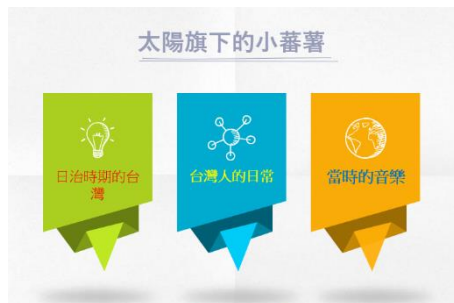 太陽旗下的小蕃薯
日治時期的台
灣
台灣人的日常
當時的音樂